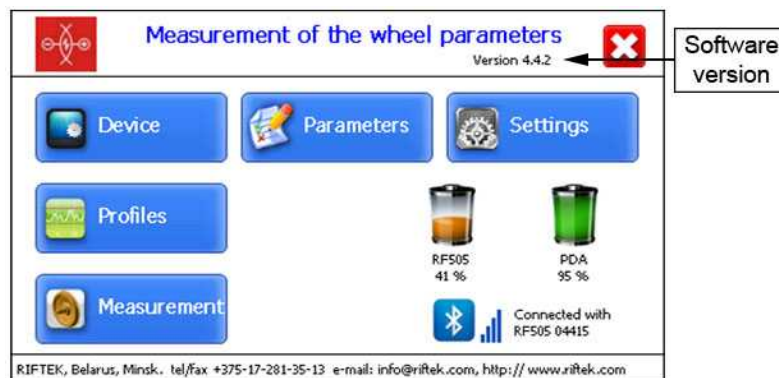 Measurement of the wheel parameters
Version 4.4.2
Software
version
Device
Parameters
Settings
Profiles
RF505
41 %
PDA
95 %
Measurement
Connected with
RF505 04415
RIFTEK, Belarus, Minsk. tel/fax +375-17-281-35-13 e-mail: info@riftek.com, http:// www.riftek.com